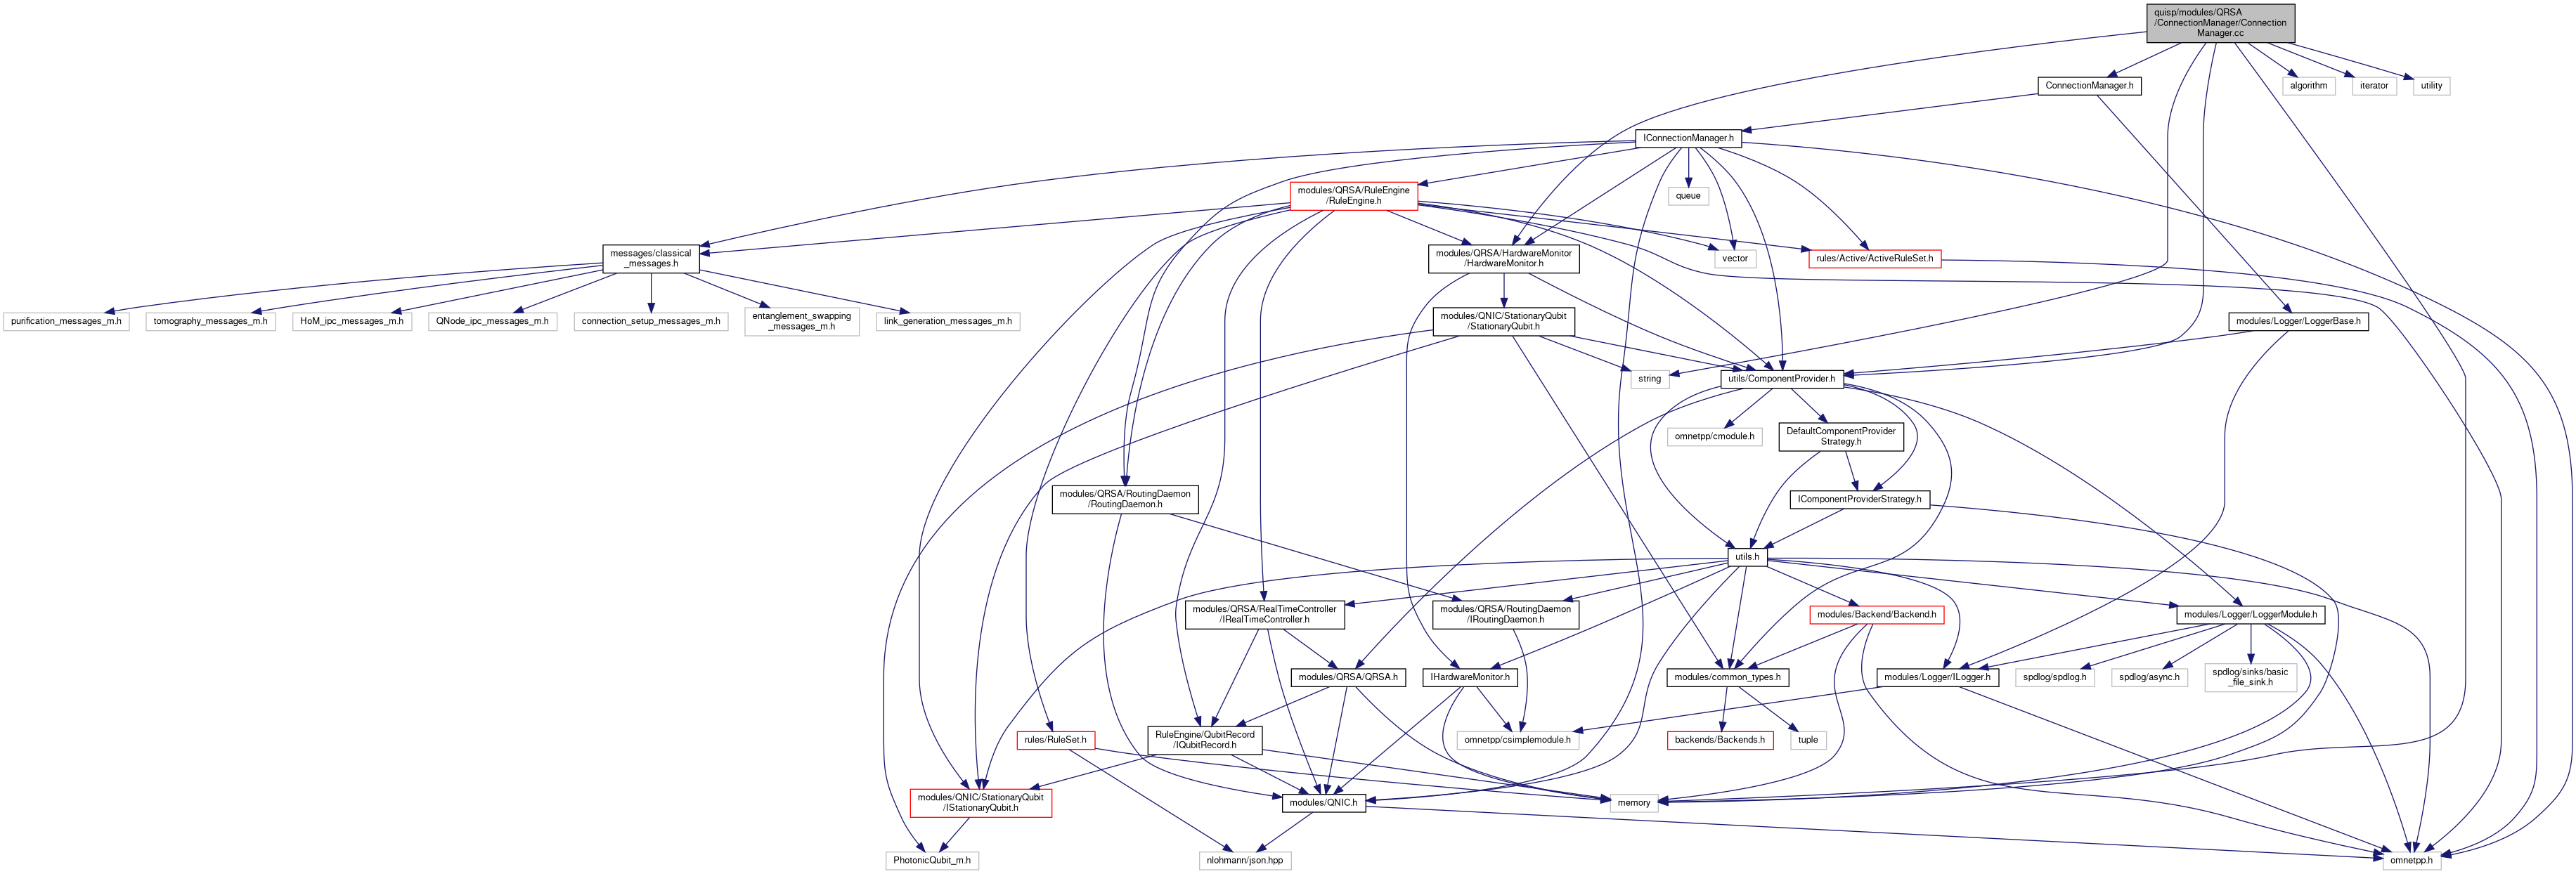 quisp/modules/QRSA
/ConnectionManager/Connection
Manager.cc
ConnectionManager.h
algorithm
iterator
utility
IConnectionManager.h
modules/QRSA/RuleEngine
/RuleEngine.h
queue
messages/classical
_messages.h
modules/QRSA/HardwareMonitor
/HardwareMonitor.h
vector
rules/Active/ActiveRuleSet.h
purification_messages_m.h
tomography_messages_m.h
HoM_ipc_messages_m.h
QNode_ipc_messages_m.h
connection_setup_messages_m.h
entanglement_swapping
_messages_m.h
link_generation_messages_m.h
modules/QNIC/StationaryQubit
/StationaryQubit.h
modules/Logger/LoggerBase.h
string
utils/ComponentProvider.h
omnetpp/cmodule.h
DefaultComponentProvider
Strategy.h
modules/QRSA/RoutingDaemon
/RoutingDaemon.h
IComponentProviderStrategy.h
utils.h
modules/QRSA/RealTimeController
/IRealTimeController.h
modules/QRSA/RoutingDaemon
/IRoutingDaemon.h
modules/Backend/Backend.h
modules/Logger/LoggerModule.h
modules/QRSA/QRSA.h
IHardwareMonitor.h
modules/common_types.h
modules/Logger/ILogger.h
spdlog/spdlog.h
spdlog/async.h
spdlog/sinks/basic
_file_sink.h
rules/RuleSet.h
RuleEngine/QubitRecord
/IQubitRecord.h
omnetpp/csimplemodule.h
backends/Backends.h
tuple
modules/QNIC/StationaryQubit
/IStationaryQubit.h
modules/QNIC.h
memory
PhotonicQubit_m.h
nlohmann/json.hpp
omnetpp.h